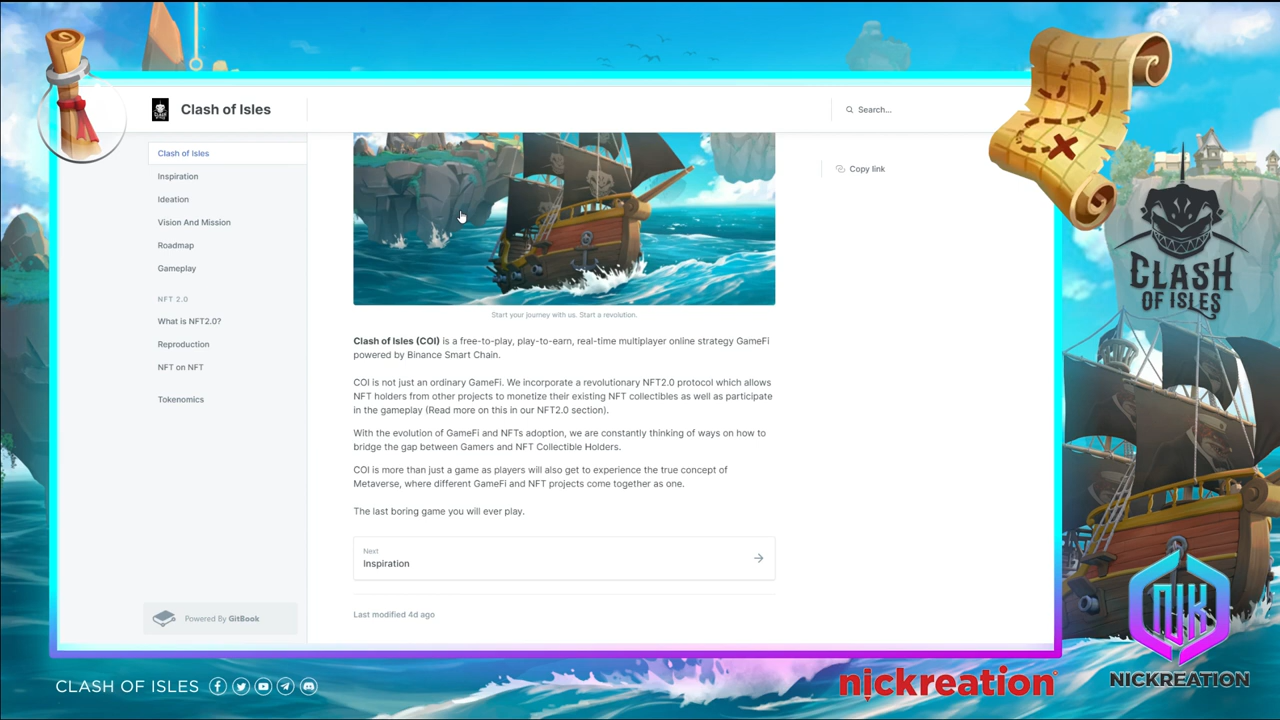 Clash of Isles
Search...
Clash of Isles
Inspiration
Ideation
Vision And Mission
Roadmap
Gameplay
NFT 2.0
What is NFT2.0?
Reproduction
NFT on NFT
Tokenomics
Powered By GitBook
Start your journey with us. Start a revolution.
Clash of Isles (COI) is a free-to-play, play-to-earn, real-time multiplayer online strategy GameFi
powered by Binance Smart Chain.
COI is not just an ordinary GameFi. We incorporate a revolutionary NFT2.0 protocol which allows
NFT holders from other projects to monetize their existing NFT collectibles as well as participate
in the gameplay (Read more on this in our NFT2.0 section).
With the evolution of GameFi and NFTs adoption, we are constantly thinking of ways on how to
bridge the gap between Gamers and NFT Collectible Holders.
COI is more than just a game as players will also get to experience the true concept of
Metaverse, where different GameFi and NFT projects come together as one.
The last boring game you will ever play.
Next
Inspiration
Last modified 4d ago
Copy link
CLASH
OF ISLES
NK
NICKREATION
CLASH OF ISLES
nickreation